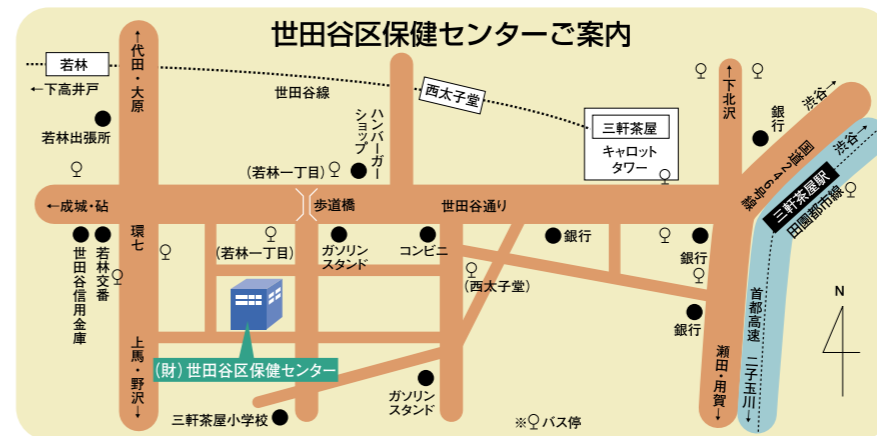 世田谷区保健センターご案内
若林
←下高井戸
若林出張所
←代田・大原
世田谷線
西太子堂
三軒茶屋
キャロット
タワー
ハンバーガー
ショップ
(若林一丁目)
←下北沢
銀行
渋谷→
国道246号線
渋谷→
三軒茶屋駅
田園都市線
←成城・砧
歩道橋
世田谷通り
環七
(若林一丁目)
ガソリン
スタンド
コンビニ
銀行
銀行
世田谷信用金庫
若林交番
(西太子堂)
銀行
首都高速
二子玉川→
瀬田・用賀→
上馬・野沢→
(財)世田谷区保健センター
三軒茶屋小学校
ガソリン
スタンド
※バス停
N